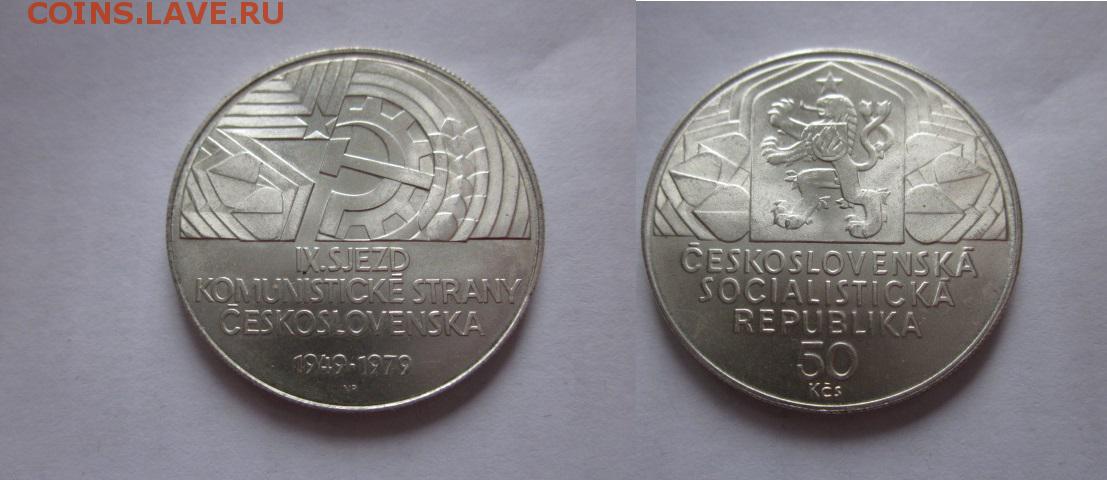 COINS.LAVE.RU
IX.SJEZD
KOMUNISTICKÉ STRANY
ČESKOSLOVENSKA
1949·1979
ČESKOSLOVENSKÁ
SOCIALISTICKÁ
REPUBLIKA
50
Kčs